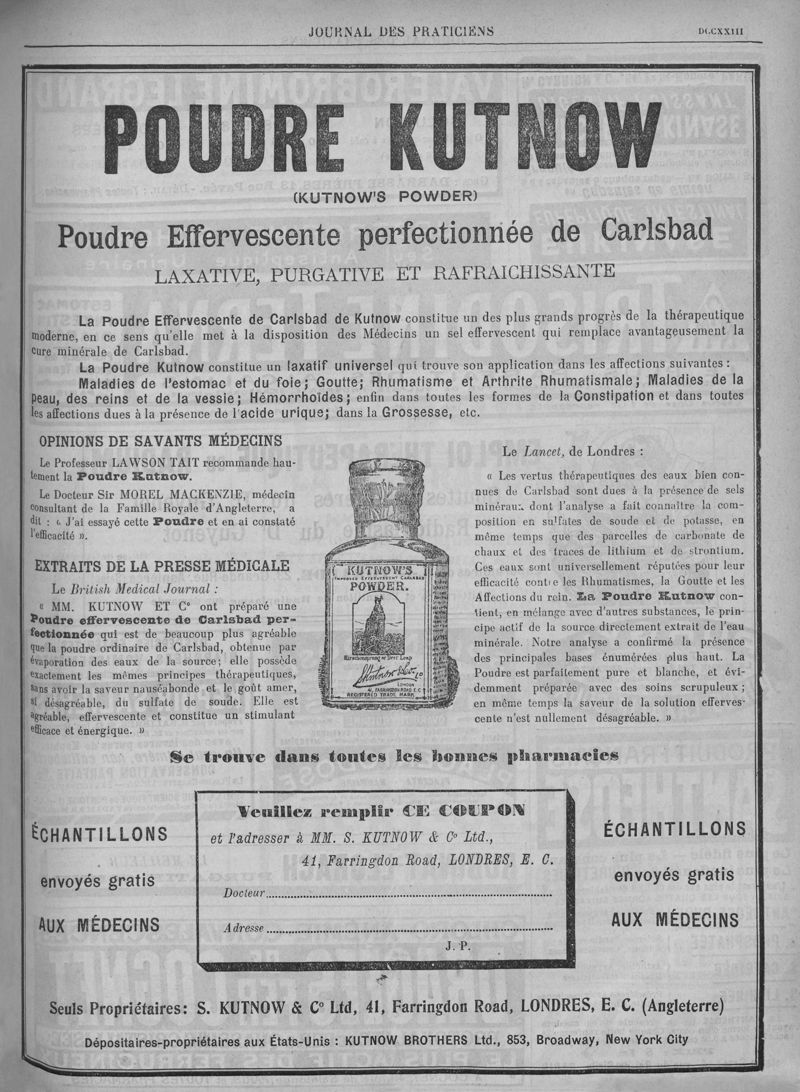 JOURNAL DES PRATICIENS
DCCXXIII
POUDRE KUTNOW
(KUTNOW'S POWDER)
Poudre Effervescente perfectionnée de Carlsbad
LAXATIVE, PURGATIVE ET RAFRAICHISSANTE
La Poudre Effervescente de Carlsbad de Kutnow constitue un des plus grands progrès de la thérapeutique
moderne, en ce sens qu'elle met à la disposition des Médecins un sel effervescent qui remplace avantageusement la
cure minérale de Carlsbad.
La Poudre Kutnow constitue un laxatif universel qui trouve son application dans les affections suivantes :
Maladies de l'estomac et du foie; Goutte; Rhumatisme et Arthrite Rhumatismale; Maladies de la
peau, des reins et de la vessie; Hémorrhoïdes; enfin dans toutes les formes de la Constipation et dans toutes
les affections dues à la présence de l'acide urique; dans la Grossesse, etc.
OPINIONS DE SAVANTS MÉDECINS
Le Professeur LAWSON TAIT recommande hau-
tement la Poudre Kutnow.
Le Docteur Sir MOREL MACKENZIE, médecin
consultant de la Famille Royale d'Angleterre, a
dit : « J'ai essayé cette Poudre et en ai constaté
l'efficacité ».
EXTRAITS DE LA PRESSE MÉDICALE
Le British Medical Journal :
« MM. KUTNOW ET Cº ont préparé une
Poudre effervescente de Carlsbad per-
fectionnée qui est de beaucoup plus agréable
que la poudre ordinaire de Carlsbad, obtenue par
évaporation des eaux de la source; elle possède
exactement les mêmes principes thérapeutiques,
sans avoir la saveur nauséabonde et le goût amer,
si désagréable, du sulfate de soude. Elle est
agréable, effervescente et constitue un stimulant
efficace et énergique. »
KUTNOW'S
IMPROVED EFFERVESCENT CARLSBAD
POWDER.
Hirschensprung or Deer Leap
S. Kutnow & Co
LONDON
41, FARRINGDON ROAD E.C.
REGISTERED TRADE MARK
Le Lancet, de Londres :
« Les vertus thérapeutiques des eaux bien con-
nues de Carlsbad sont dues à la présence de sels
minéraux dont l'analyse a fait connaître la com-
position en sulfates de soude et de potasse, en
même temps que des parcelles de carbonate de
chaux et des traces de lithium et de strontium.
Ces eaux sont universellement réputées pour leur
efficacité contre les Rhumatismes, la Goutte et les
Affections du rein. La Poudre Kutnow con-
tient, en mélange avec d'autres substances, le prin-
cipe actif de la source directement extrait de l'eau
minérale. Notre analyse a confirmé la présence
des principales bases énumérées plus haut. La
Poudre est parfaitement pure et blanche, et évi-
demment préparée avec des soins scrupuleux;
en même temps la saveur de la solution efferves-
cente n'est nullement désagréable. »
Se trouve dans toutes les bonnes pharmacies
ÉCHANTILLONS
envoyés gratis
AUX MÉDECINS
Veuillez remplir CE COUPON
et l'adresser à MM. S. KUTNOW & Cº Ltd.,
41, Farringdon Road, LONDRES, E. C.
Docteur
Adresse
J. P.
ÉCHANTILLONS
envoyés gratis
AUX MÉDECINS
Seuls Propriétaires: S. KUTNOW & Cº Ltd, 41, Farringdon Road, LONDRES, E. C. (Angleterre)
Dépositaires-propriétaires aux États-Unis : KUTNOW BROTHERS Ltd., 853, Broadway, New York City